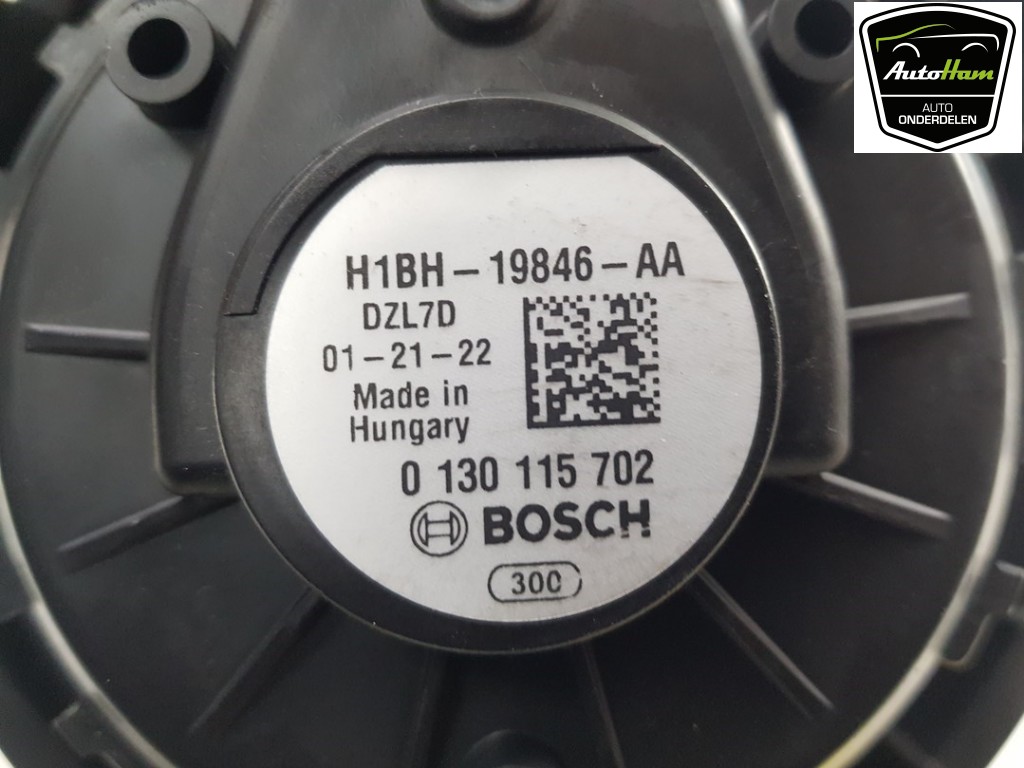 AutoHam
AUTO
ONDERDELEN
H1BH-19846-AA
DZL7D
01-21-22
Made in
Hungary
0 130 115 702
BOSCH
300